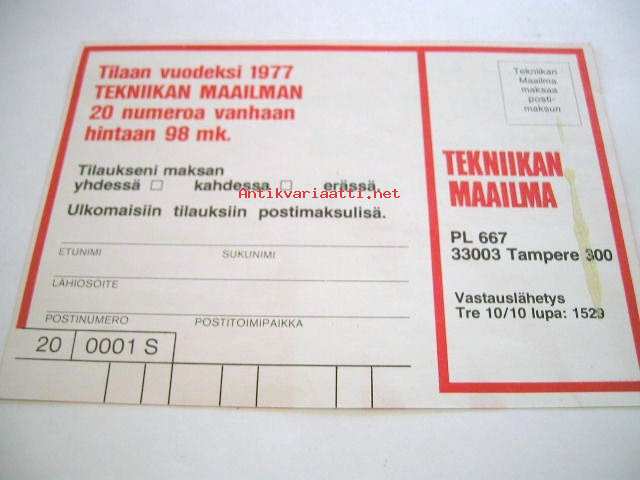 Tilaan vuodeksi 1977
TEKNIIKAN MAAILMAN
20 numeroa vanhaan
hintaan 98 mk.
Tilaukseni maksan
yhdessä □ kahdessa □ erässä
Antikvariaatti.net
Ulkomaisiin tilauksiin postimaksulisä.
ETUNIMI SUKUNIMI
LÄHIOSOITE
POSTINUMERO POSTITOIMIPAIKKA
20 0001 S
Tekniikan
Maailma
maksaa
posti-
maksun
TEKNIIKAN
MAAILMA
PL 667
33003 Tampere 300
Vastauslähetys
Tre 10/10 lupa: 1529